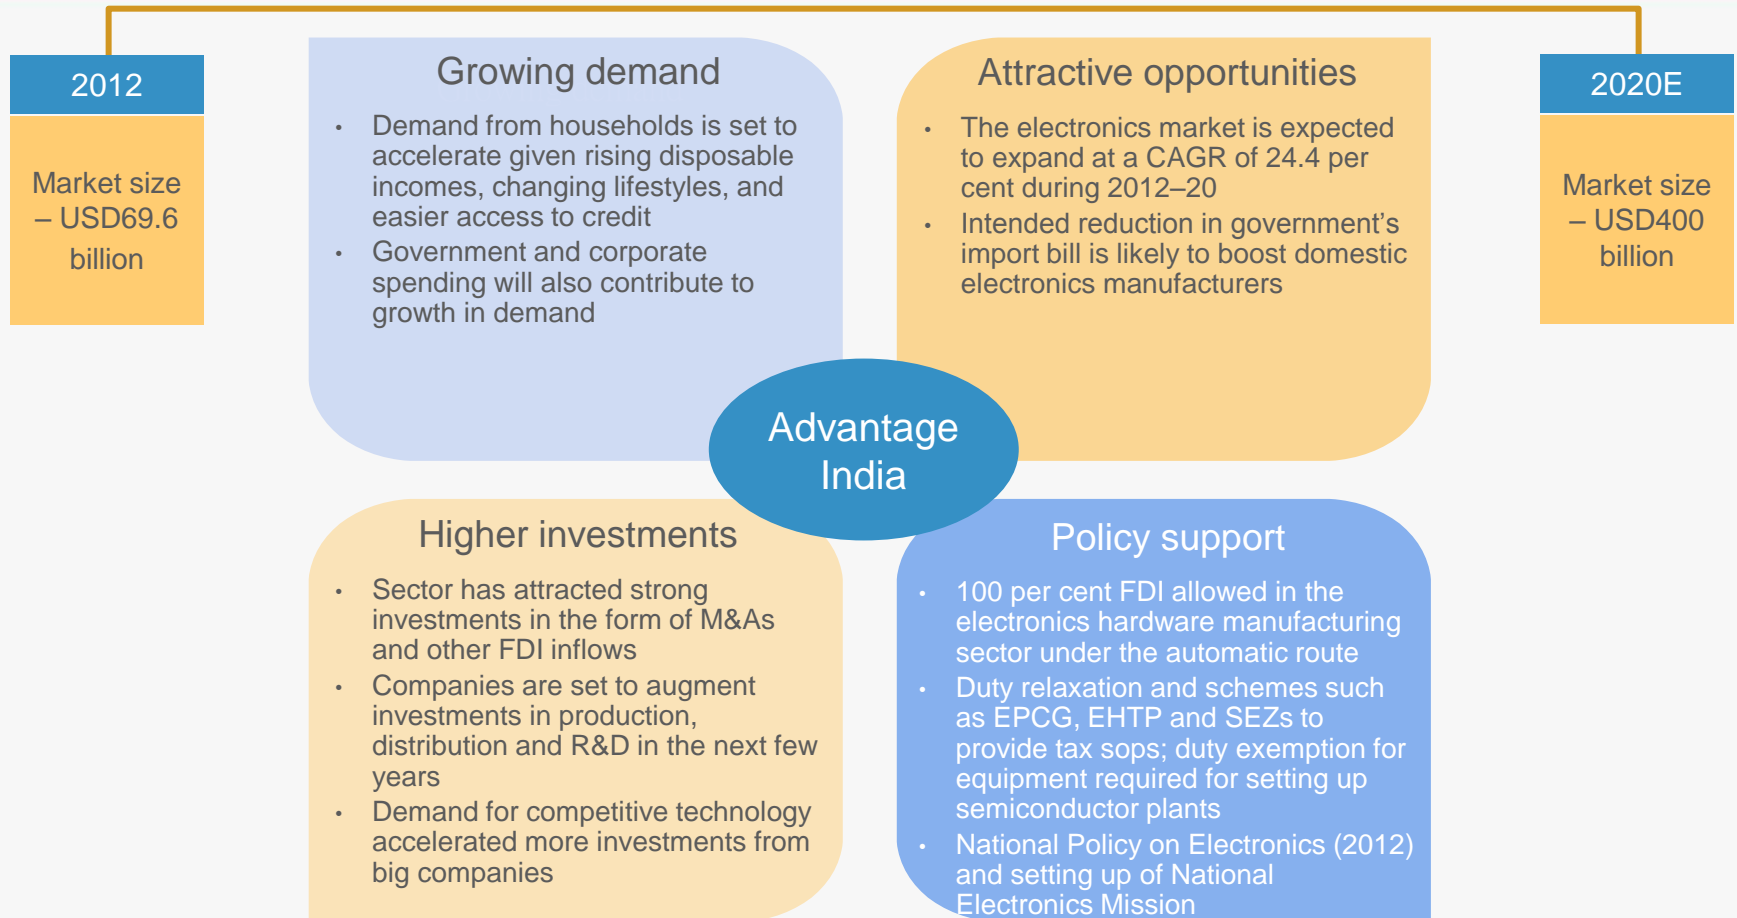 2012
Market size
– USD69.6
billion
Growing demand
• Demand from households is set to
accelerate given rising disposable
incomes, changing lifestyles, and
easier access to credit
• Government and corporate
spending will also contribute to
growth in demand
Attractive opportunities
• The electronics market is expected
to expand at a CAGR of 24.4 per
cent during 2012–20
• Intended reduction in government’s
import bill is likely to boost domestic
electronics manufacturers
2020E
Market size
– USD400
billion
Advantage
India
Higher investments
• Sector has attracted strong
investments in the form of M&As
and other FDI inflows
• Companies are set to augment
investments in production,
distribution and R&D in the next few
years
• Demand for competitive technology
accelerated more investments from
big companies
Policy support
• 100 per cent FDI allowed in the
electronics hardware manufacturing
sector under the automatic route
• Duty relaxation and schemes such
as EPCG, EHTP and SEZs to
provide tax sops; duty exemption for
equipment required for setting up
semiconductor plants
• National Policy on Electronics (2012)
and setting up of National
Electronics Mission